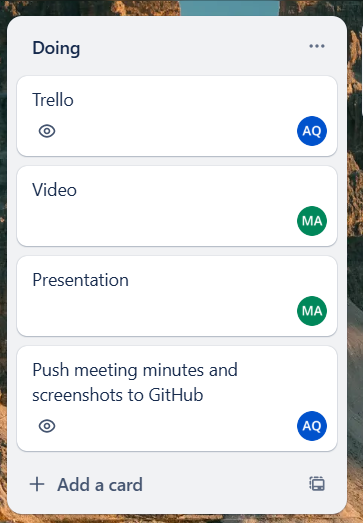 Doing
Trello
AQ
Video
MA
Presentation
MA
Push meeting minutes and
screenshots to GitHub
AQ
Add a card